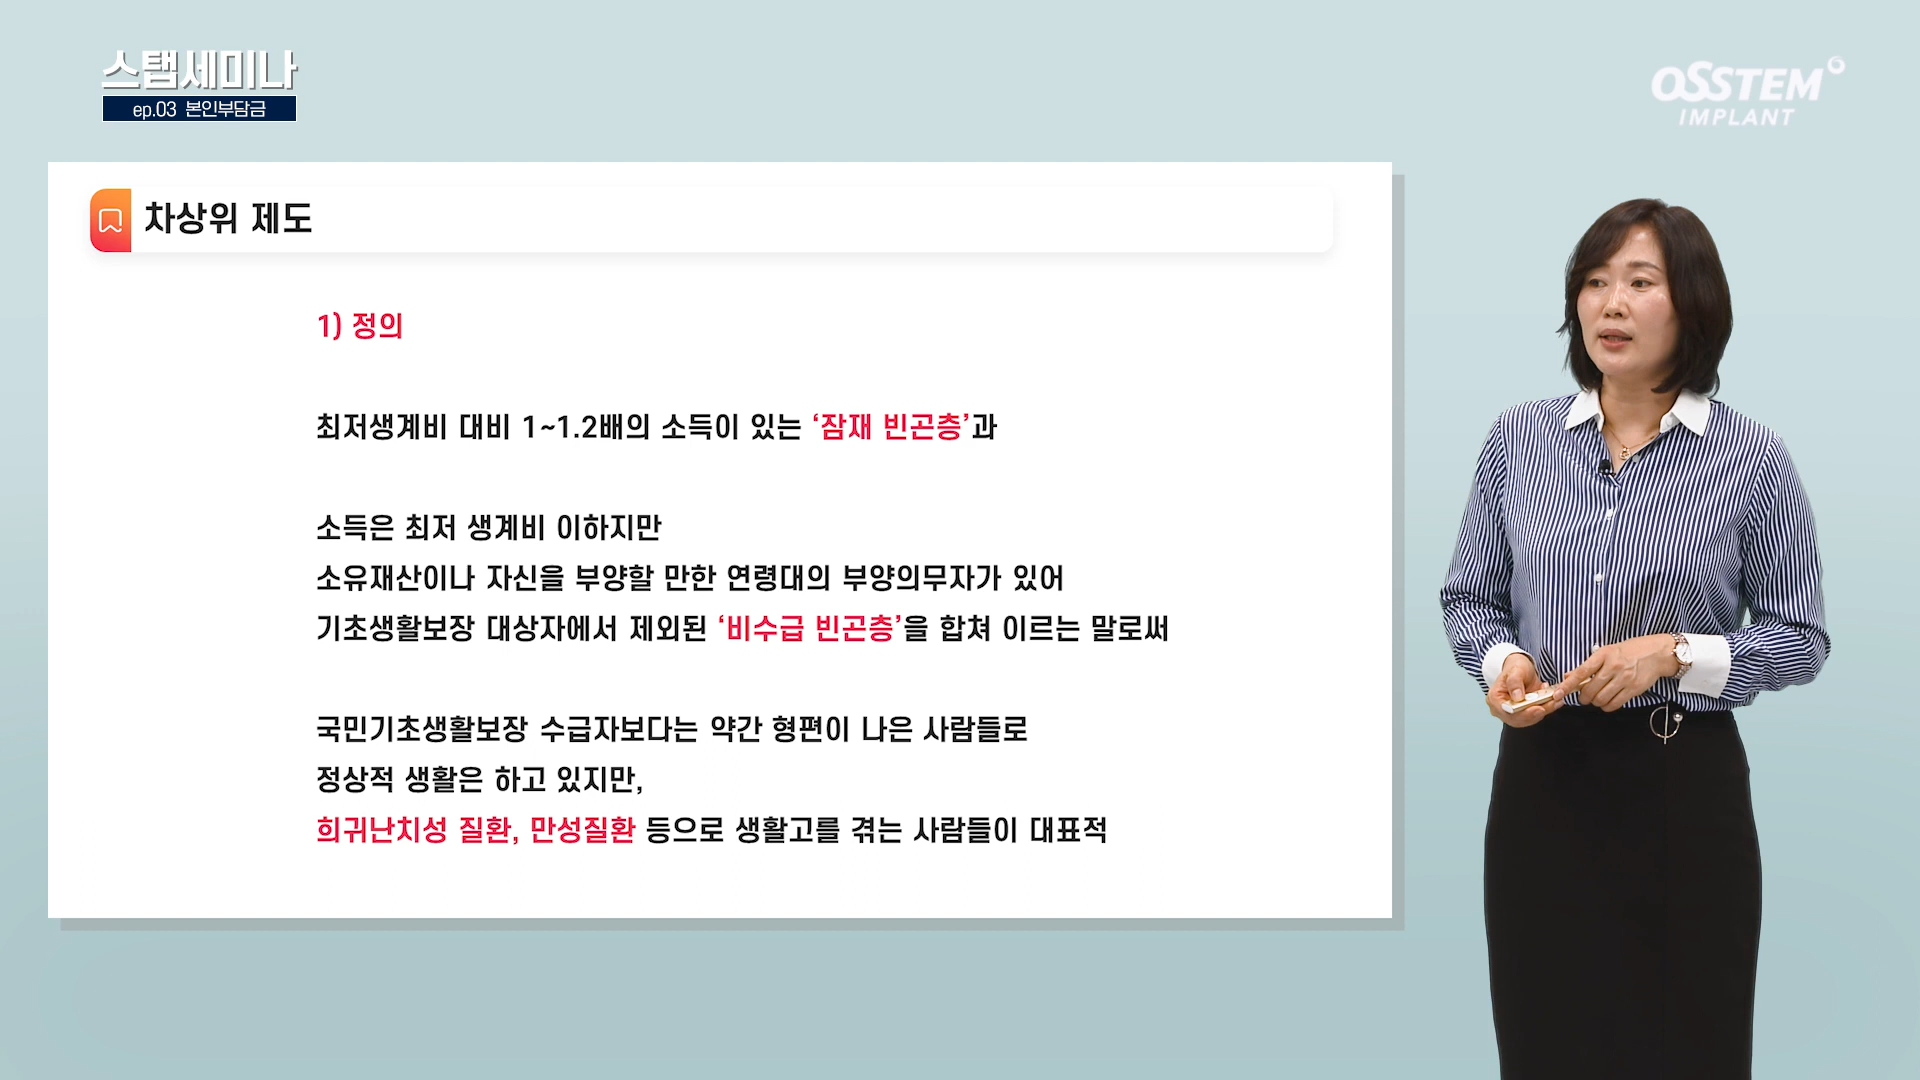 스탭세미나
ep.03 본인부담금
OSSTEM
IMPLANT
차상위 제도
1) 정의
최저생계비 대비 1~1.2배의 소득이 있는 ‘잠재 빈곤층’과
소득은 최저 생계비 이하지만
소유재산이나 자신을 부양할 만한 연령대의 부양의무자가 있어
기초생활보장 대상자에서 제외된 ‘비수급 빈곤층’을 합쳐 이르는 말로써
국민기초생활보장 수급자보다는 약간 형편이 나은 사람들로
정상적 생활은 하고 있지만,
희귀난치성 질환, 만성질환 등으로 생활고를 겪는 사람들이 대표적